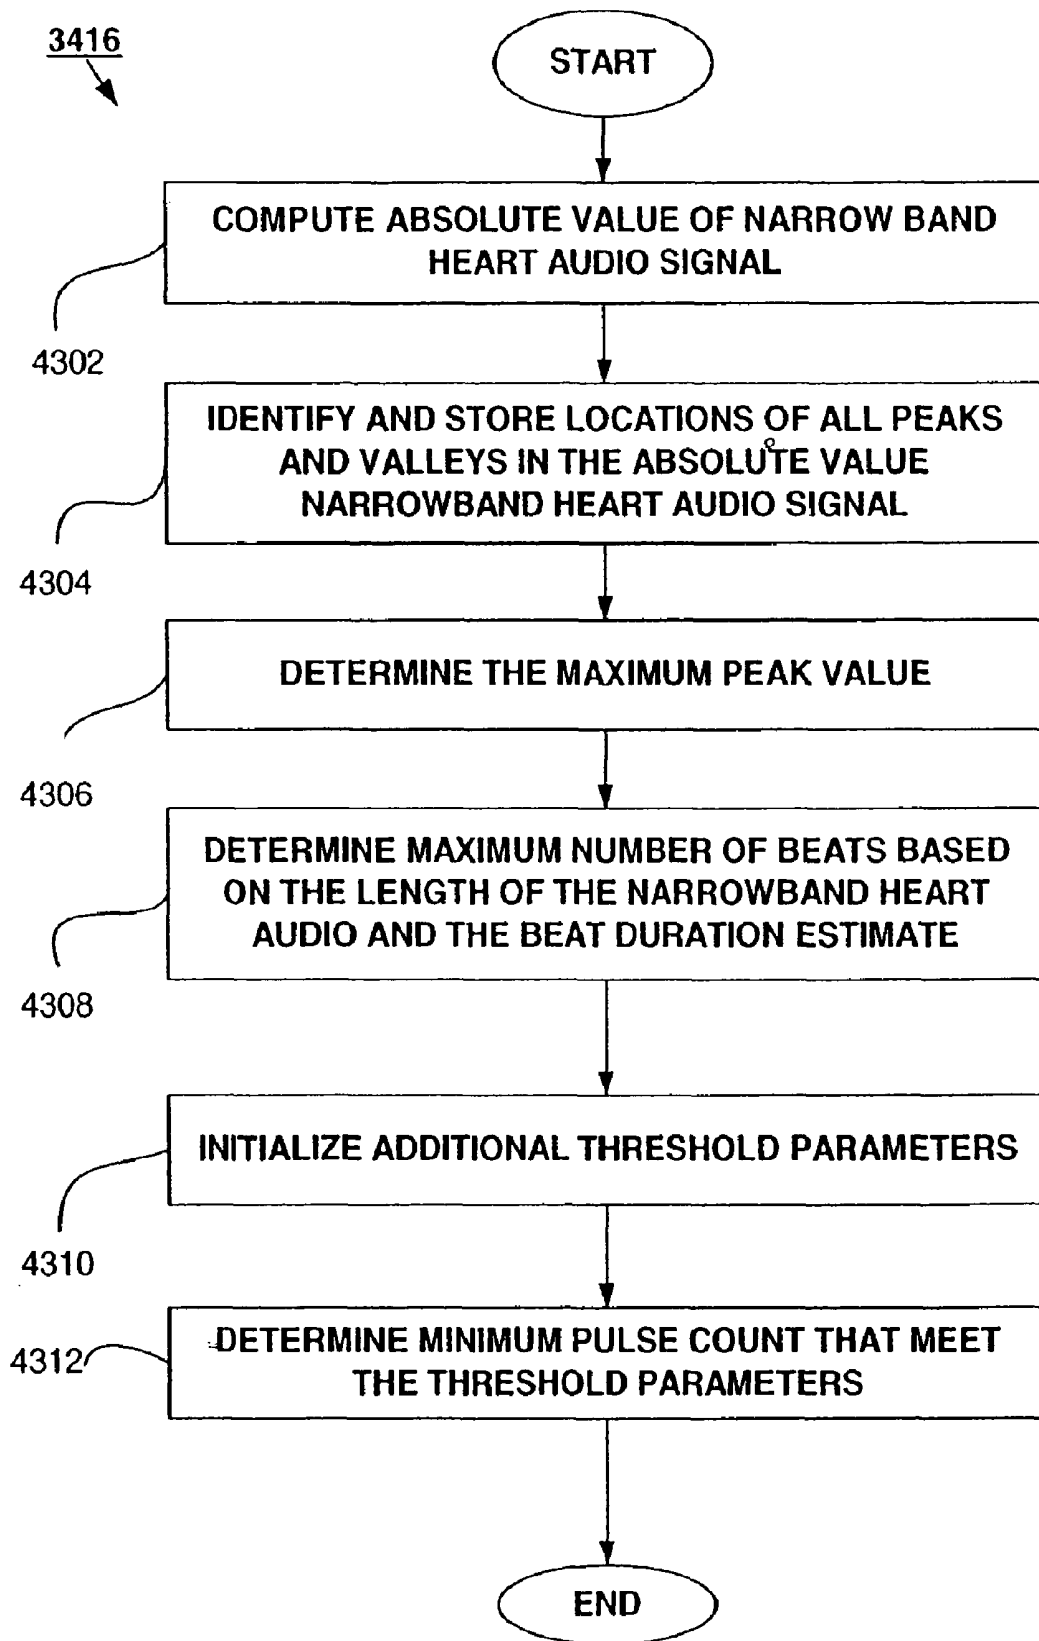 3416
START
COMPUTE ABSOLUTE VALUE OF NARROW BAND
HEART AUDIO SIGNAL
4302
IDENTIFY AND STORE LOCATIONS OF ALL PEAKS
AND VALLEYS IN THE ABSOLUTE VALUE
NARROWBAND HEART AUDIO SIGNAL
4304
DETERMINE THE MAXIMUM PEAK VALUE
4306
DETERMINE MAXIMUM NUMBER OF BEATS BASED
ON THE LENGTH OF THE NARROWBAND HEART
AUDIO AND THE BEAT DURATION ESTIMATE
4308
INITIALIZE ADDITIONAL THRESHOLD PARAMETERS
4310
DETERMINE MINIMUM PULSE COUNT THAT MEET
THE THRESHOLD PARAMETERS
4312
END